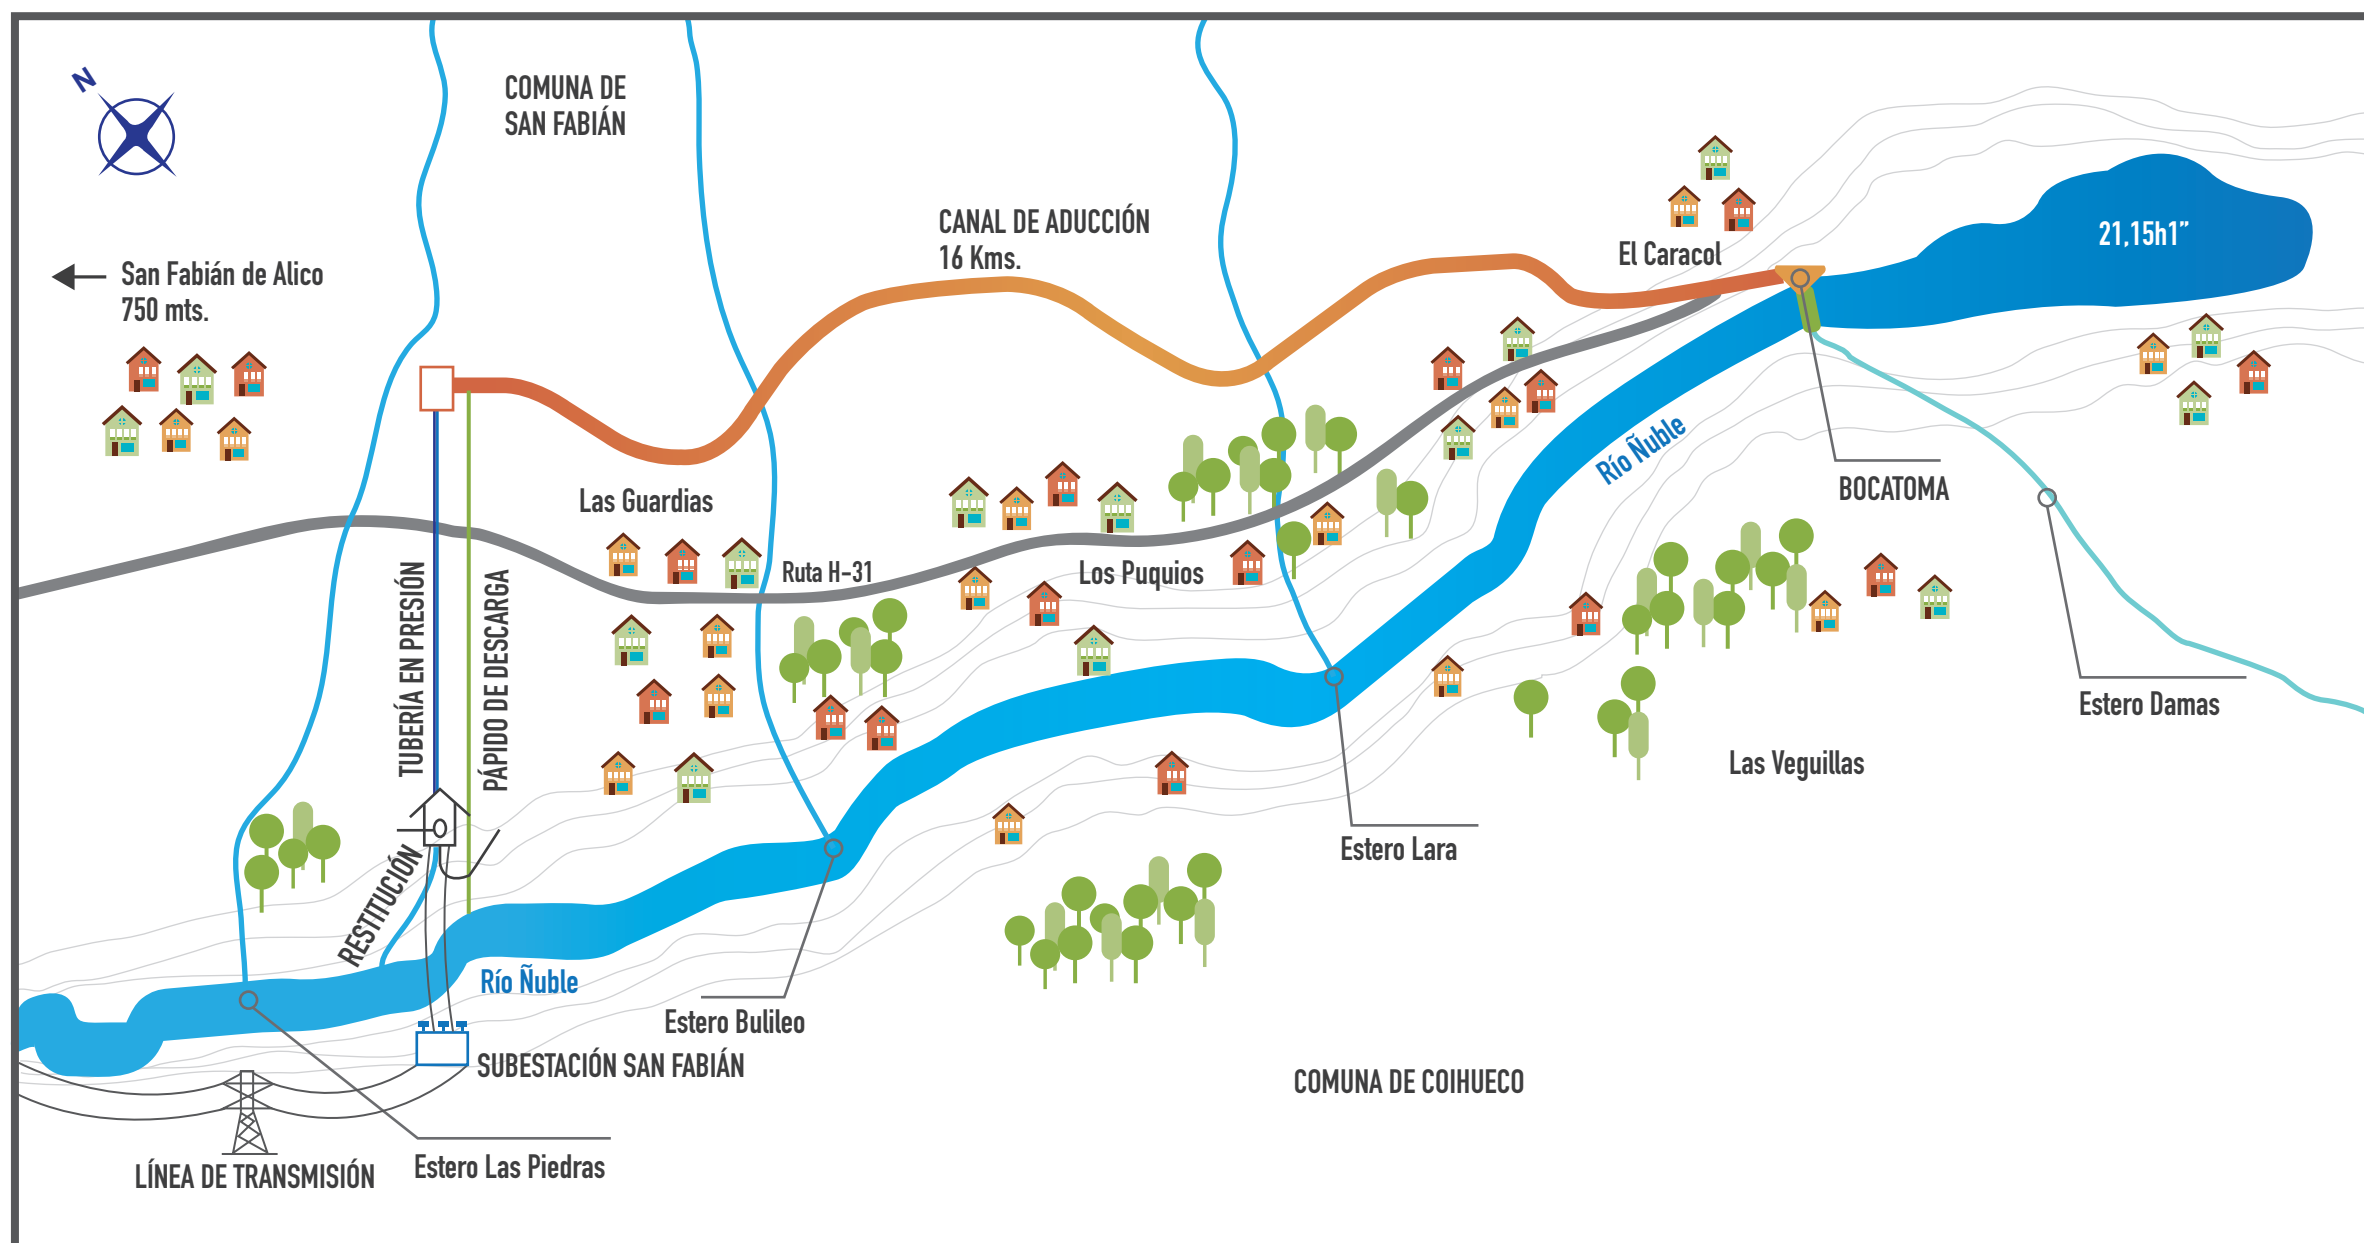 N
COMUNA DE
SAN FABIÁN
CANAL DE ADUCCIÓN
16 Kms.
El Caracol
21,15h1”
San Fabián de Alico
750 mts.
Río Ñuble
BOCATOMA
Las Guardias
Ruta H-31
Los Puquios
TUBERÍA EN PRESIÓN
PÁPIDO DE DESCARGA
Estero Damas
Las Veguillas
Estero Lara
RESTITUCIÓN
Río Ñuble
Estero Bulileo
SUBESTACIÓN SAN FABIÁN
COMUNA DE COIHUECO
LÍNEA DE TRANSMISIÓN
Estero Las Piedras